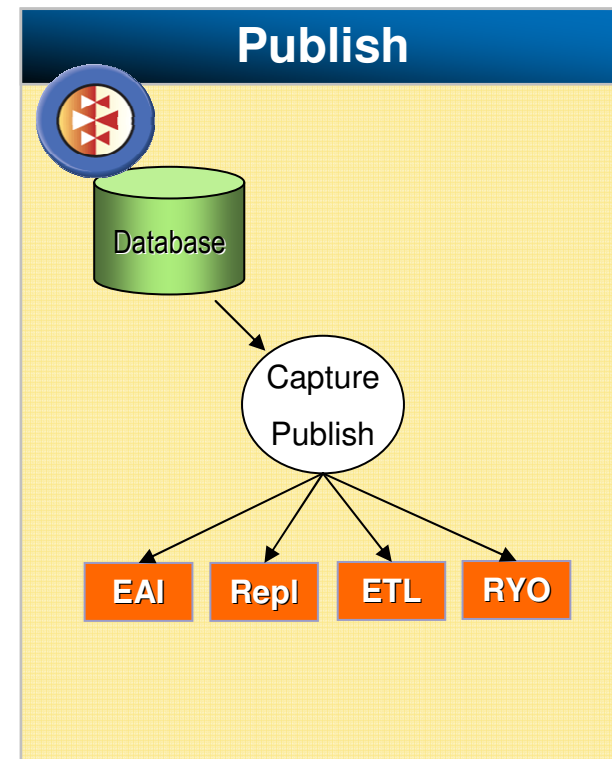 Publish
Database
Capture
Publish
EAI
Repl
ETL
RYO